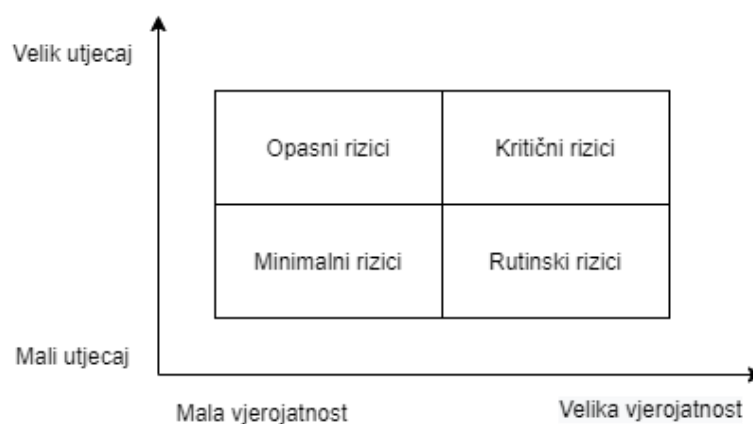 Velik utjecaj
Opasni rizici
Kritični rizici
Minimalni rizici
Rutinski rizici
Mali utjecaj
Mala vjerojatnost
Velika vjerojatnost